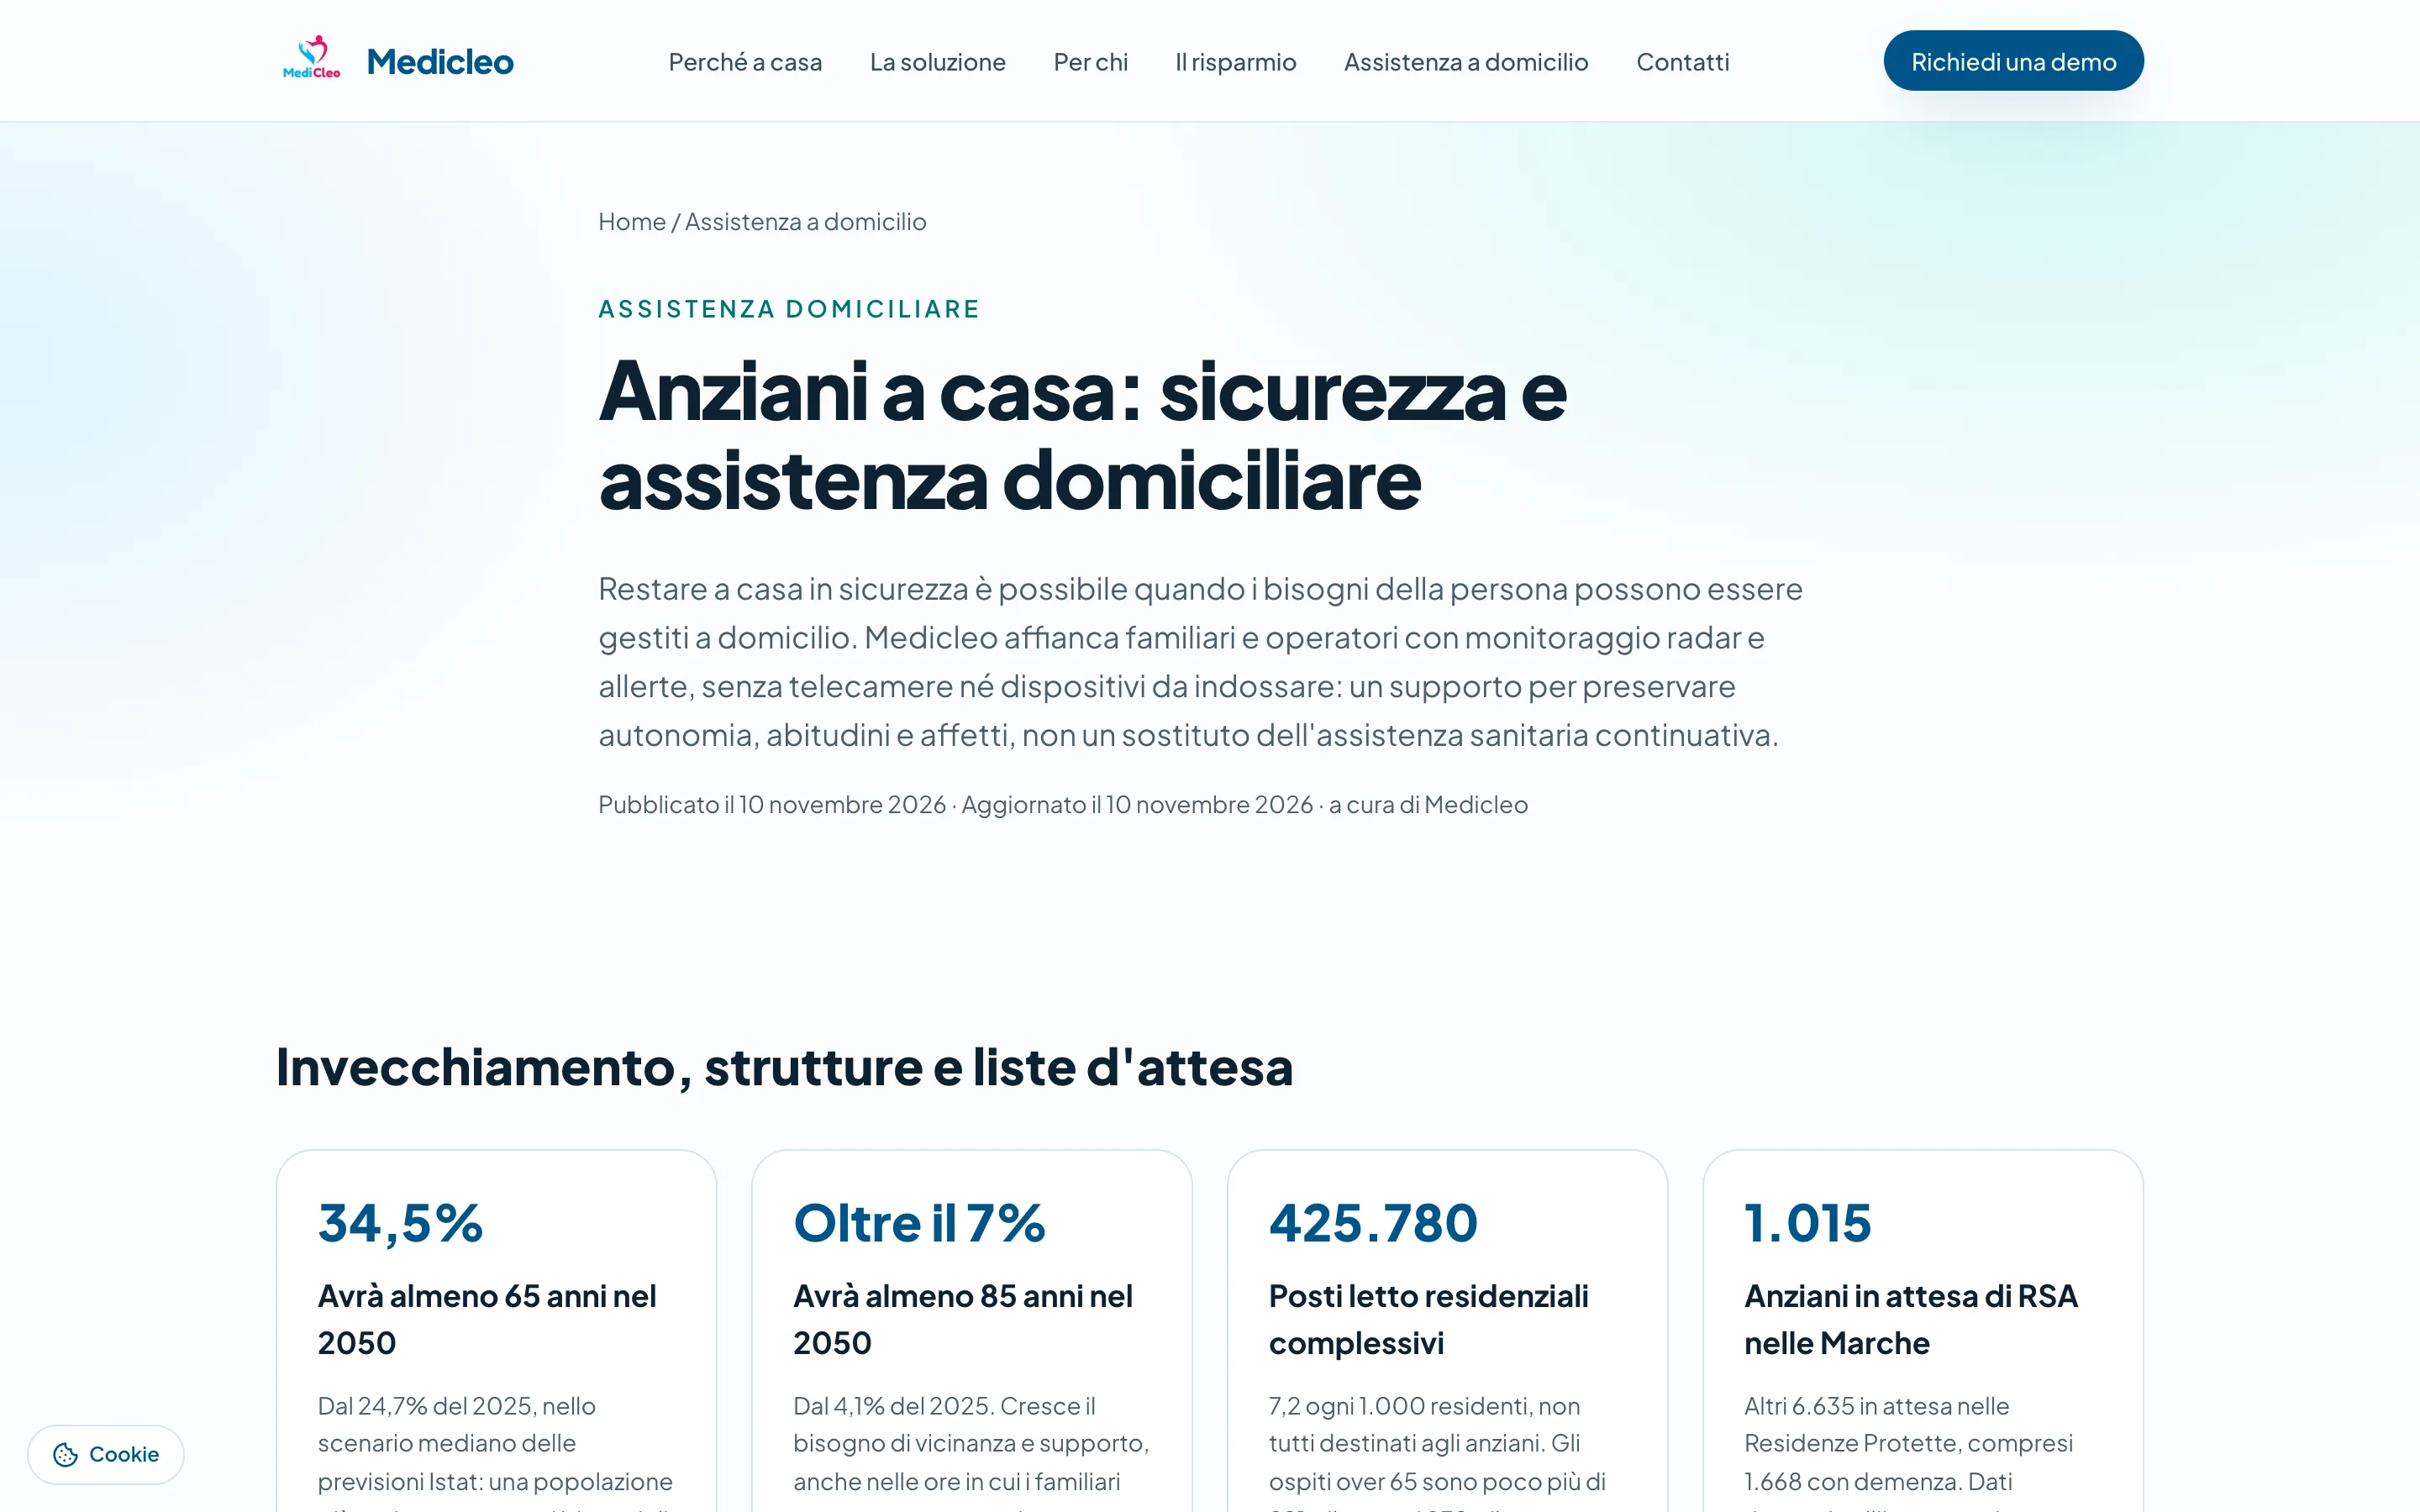 MediCleo
Medicleo
Perché a casa
La soluzione
Per chi
Il risparmio
Assistenza a domicilio
Contatti
Richiedi una demo
Home / Assistenza a domicilio
ASSISTENZA DOMICILIARE
Anziani a casa: sicurezza e
assistenza domiciliare
Restare a casa in sicurezza è possibile quando i bisogni della persona possono essere
gestiti a domicilio. Medicleo affianca familiari e operatori con monitoraggio radar e
allerte, senza telecamere né dispositivi da indossare: un supporto per preservare
autonomia, abitudini e affetti, non un sostituto dell'assistenza sanitaria continuativa.
Pubblicato il 10 novembre 2026 · Aggiornato il 10 novembre 2026 · a cura di Medicleo
Invecchiamento, strutture e liste d'attesa
34,5%
Avrà almeno 65 anni nel
2050
Dal 24,7% del 2025, nello
scenario mediano delle
previsioni Istat: una popolazione
Oltre il 7%
Avrà almeno 85 anni nel
2050
Dal 4,1% del 2025. Cresce il
bisogno di vicinanza e supporto,
anche nelle ore in cui i familiari
425.780
Posti letto residenziali
complessivi
7,2 ogni 1.000 residenti, non
tutti destinati agli anziani. Gli
ospiti over 65 sono poco più di
1.015
Anziani in attesa di RSA
nelle Marche
Altri 6.635 in attesa nelle
Residenze Protette, compresi
1.668 con demenza. Dati
Cookie